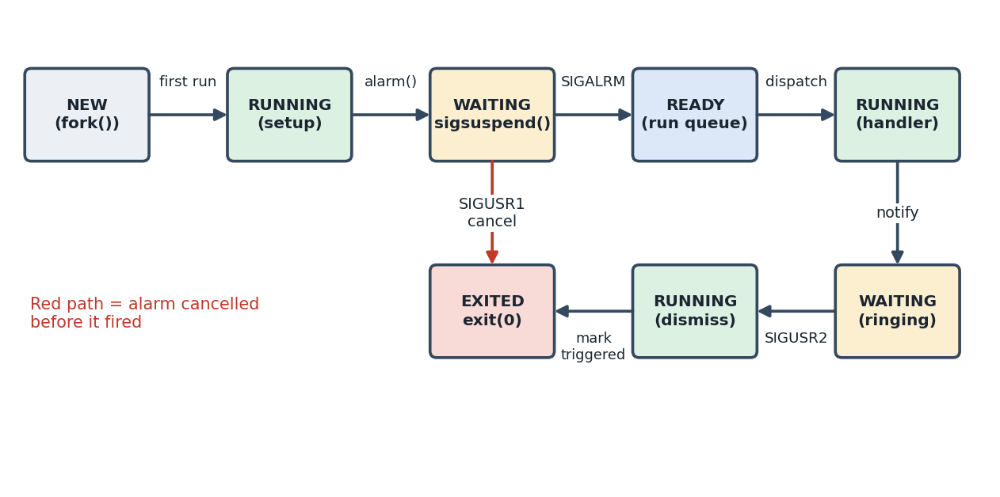 first run
alarm()
SIGALRM
dispatch
NEW
(fork())
RUNNING
(setup)
WAITING
sigsuspend()
READY
(run queue)
RUNNING
(handler)
SIGUSR1
cancel
notify
Red path = alarm cancelled
before it fired
EXITED
exit(0)
RUNNING
(dismiss)
WAITING
(ringing)
mark
triggered
SIGUSR2